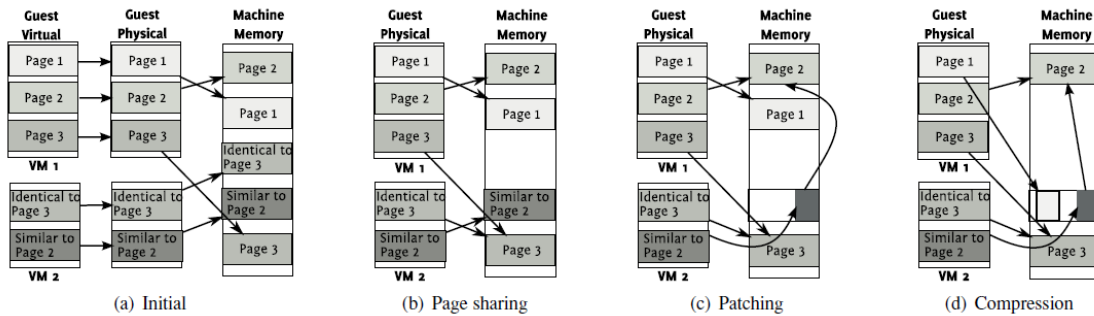 Guest
Virtual
Guest
Physical
Machine
Memory
Page 1
Page 1
Page 2
Page 2
Page 2
Page 1
Page 3
Page 3
Identical to
Page 3
VM 1
Identical to
Page 3
Identical to
Page 3
Similar to
Page 2
Similar to
Page 2
Similar to
Page 2
Page 3
VM 2
(a) Initial
Guest
Physical
Machine
Memory
Page 1
Page 2
Page 2
Page 1
Page 3
VM 1
Identical to
Page 3
Similar to
Page 2
Similar to
Page 2
Page 3
VM 2
(b) Page sharing
Guest
Physical
Machine
Memory
Page 1
Page 2
Page 2
Page 1
Page 3
VM 1
Identical to
Page 3
Similar to
Page 2
Page 3
VM 2
(c) Patching
Guest
Physical
Machine
Memory
Page 1
Page 2
Page 2
Page 3
VM 1
Identical to
Page 3
Similar to
Page 2
Page 3
VM 2
(d) Compression